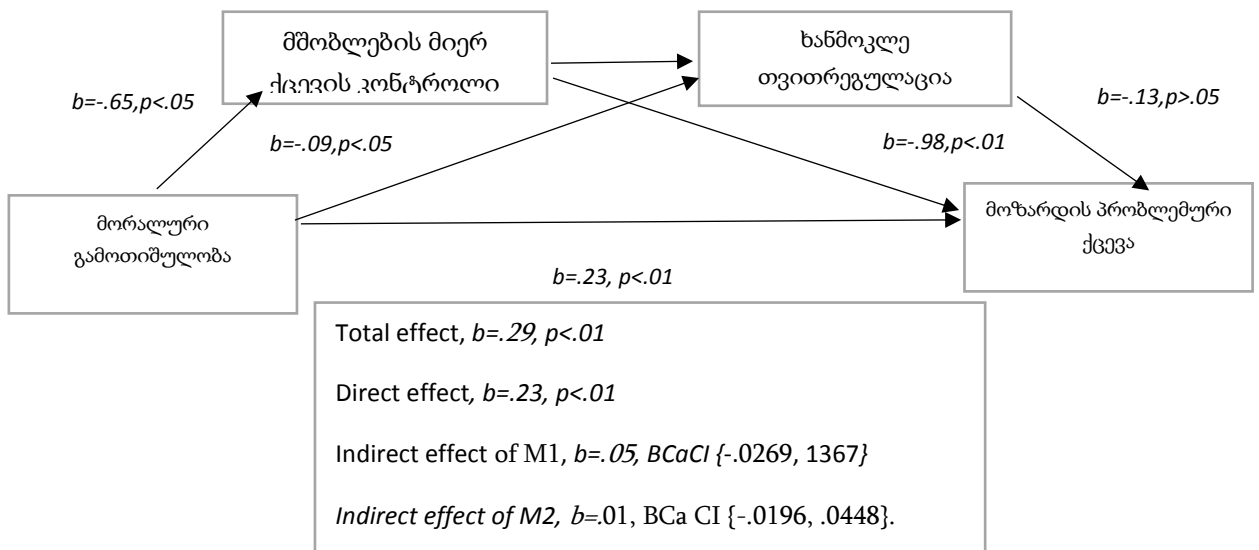 მშობლების მიერ
ქცევის კონტროლი
ხანმოკლე
თვითრეგულაცია
b=-.65,p<.05
b=-.13,p>.05
b=-.09,p<.05
b=-.98,p<.01
მორალური
გამოთიშულობა
მოზარდის პრობლემური
ქცევა
b=.23, p<.01
Total effect, b=.29, p<.01
Direct effect, b=.23, p<.01
Indirect effect of M1, b=.05, BCaCI {-.0269, 1367}
Indirect effect of M2, b=.01, BCa CI {-.0196, .0448}.